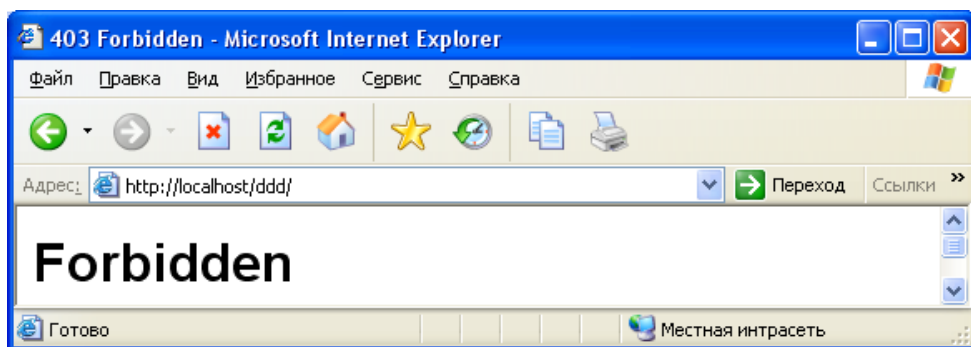 403 Forbidden - Microsoft Internet Explorer
Файл Правка Вид Избранное Сервис Справка
Адрес: http://localhost/ddd/ Переход Ссылки »
Forbidden
Готово Местная интрасеть